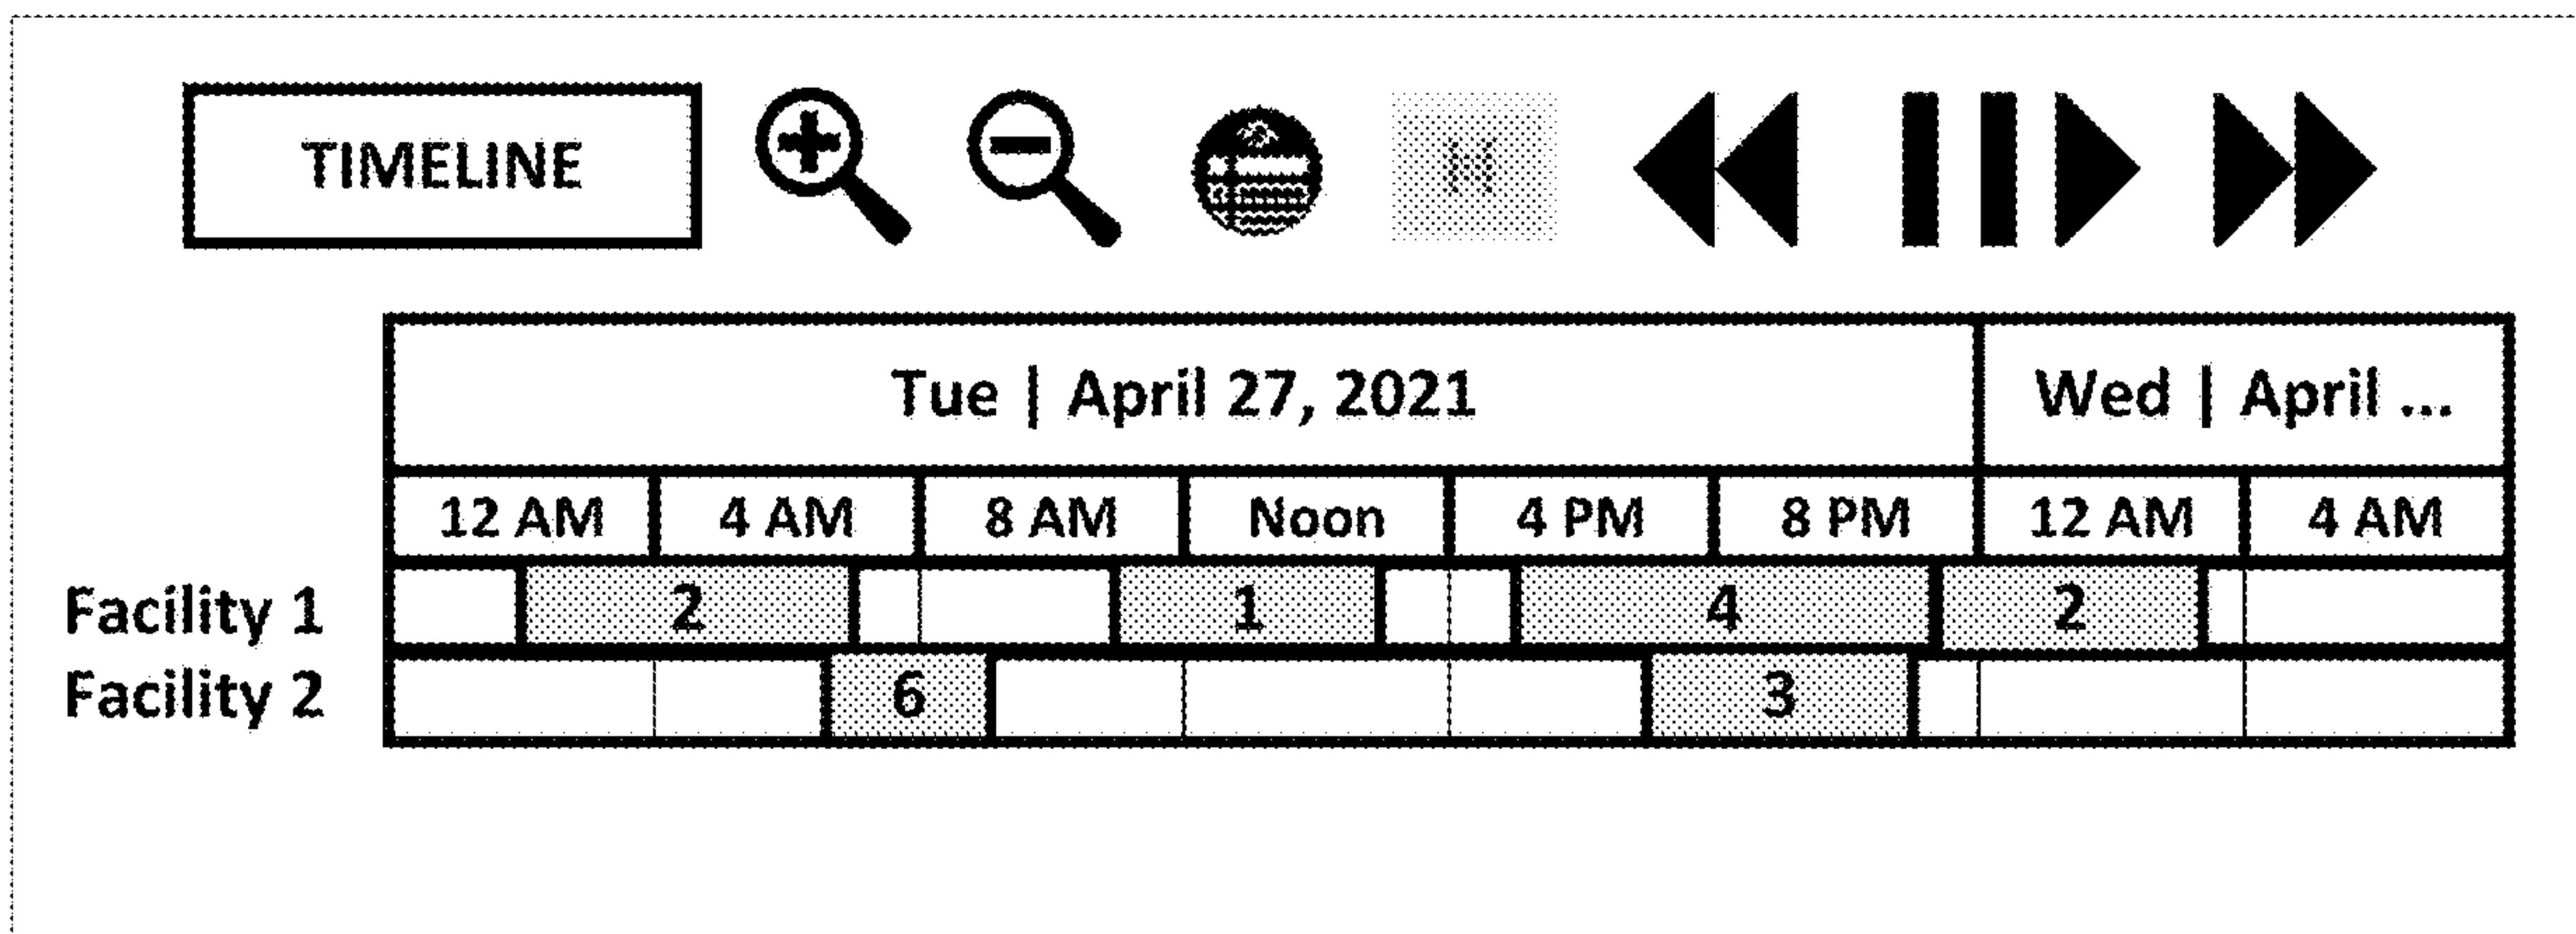 TIMELINE
Tue | April 27, 2021 Wed | April ...
12 AM 4 AM 8 AM Noon 4 PM 8 PM 12 AM 4 AM
Facility 1 2 1 4 2
Facility 2 6 3